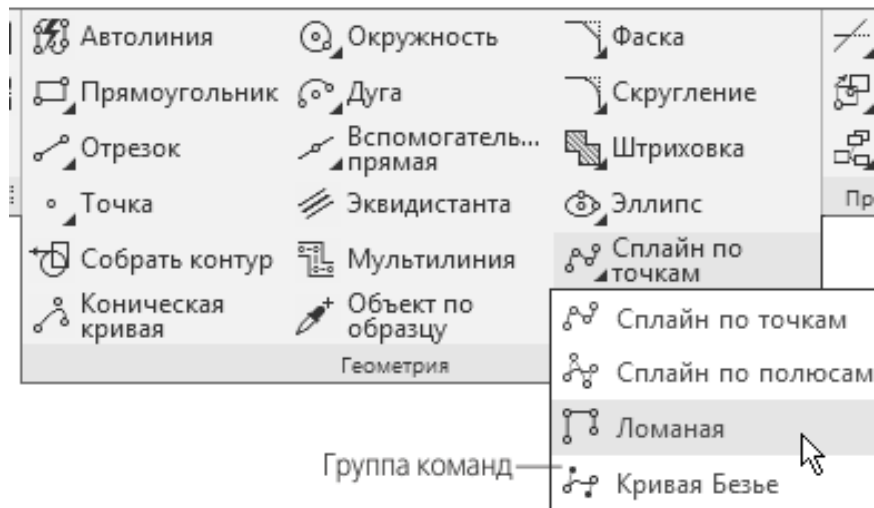 Автолиния
Окружность
Фаска
Прямоугольник
Дуга
Скругление
Отрезок
Вспомогатель...
прямая
Штриховка
Точка
Эквидистанта
Эллипс
Пр
Собрать контур
Мультилиния
Сплайн по
точкам
Коническая
кривая
Объект по
образцу
Геометрия
Сплайн по точкам
Сплайн по полюсам
Ломаная
Группа команд
Кривая Безье